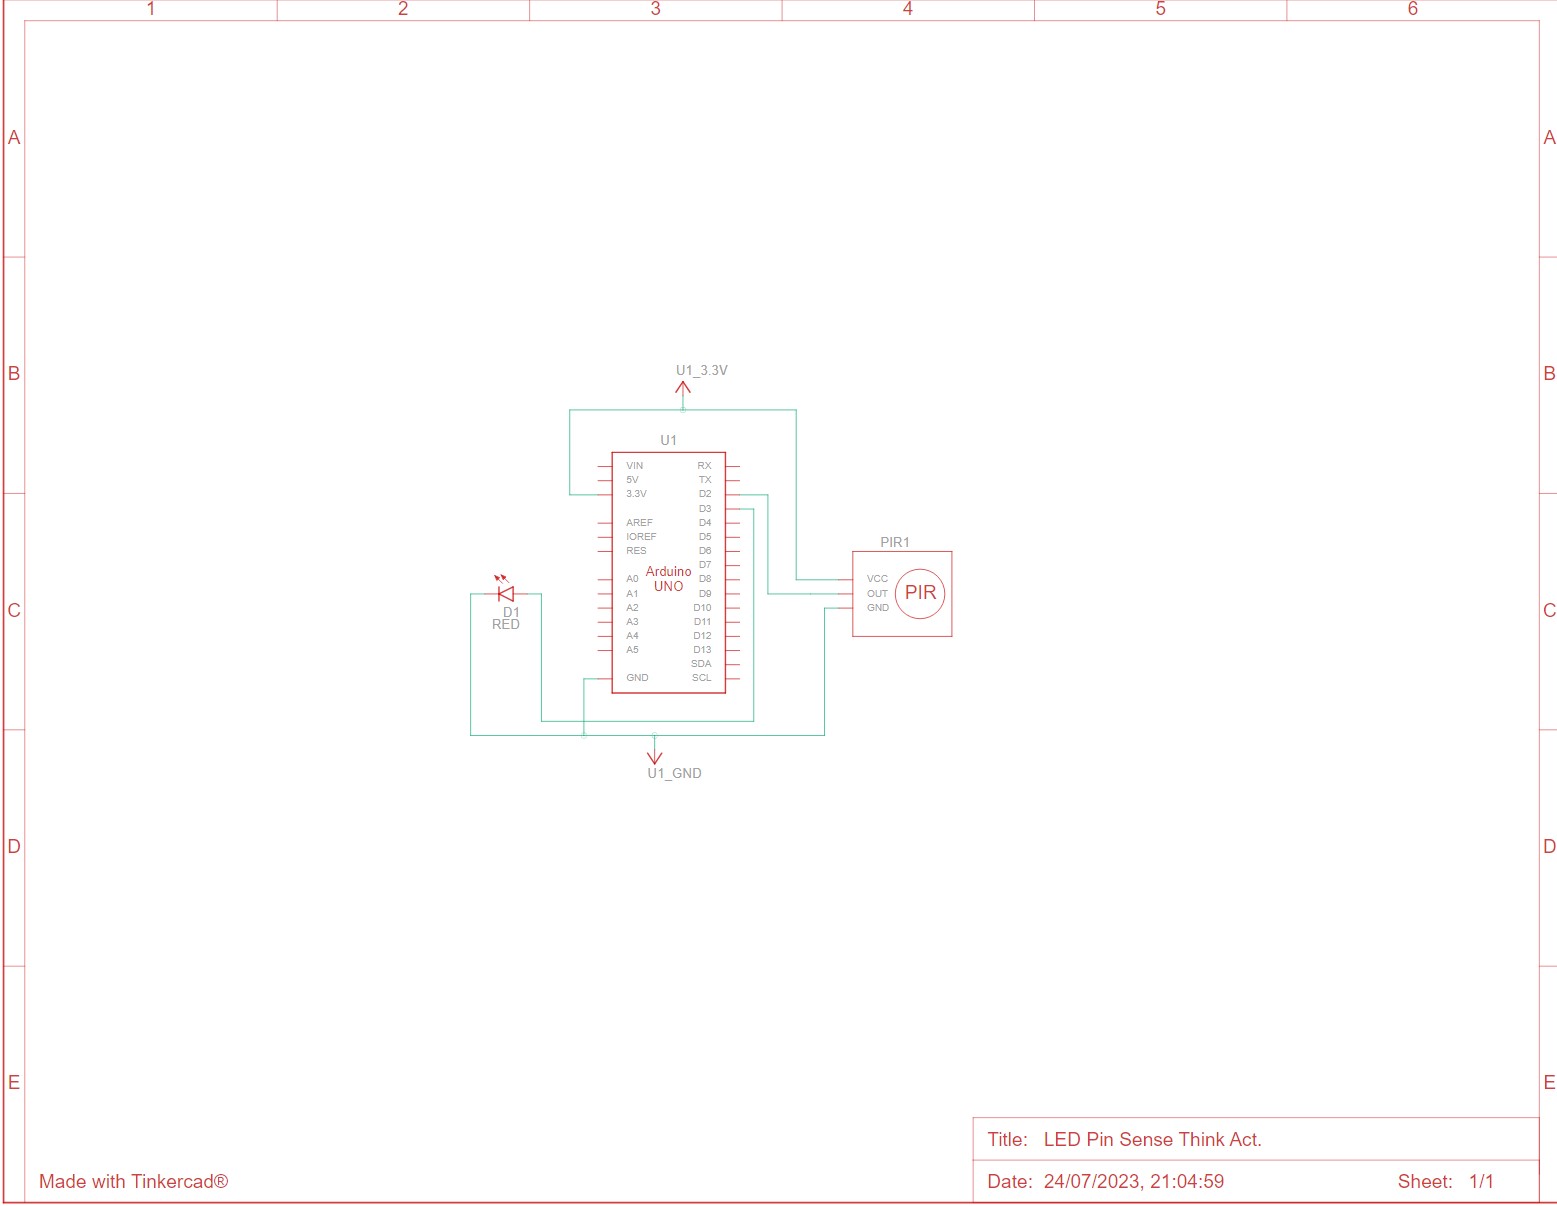 1 2 3 4 5 6
A A
B B
C C
D D
E E
U1_3.3V
U1
VIN RX
5V TX
3.3V D2
D3
AREF D4
IOREF D5
RES D6
D7
Arduino
UNO
A0 D8
A1 D9
A2 D10
A3 D11
A4 D12
A5 D13
SDA
GND SCL
D1
RED
PIR1
VCC
OUT
GND
PIR
U1_GND
Title: LED Pin Sense Think Act.
Made with Tinkercad®
Date: 24/07/2023, 21:04:59 Sheet: 1/1